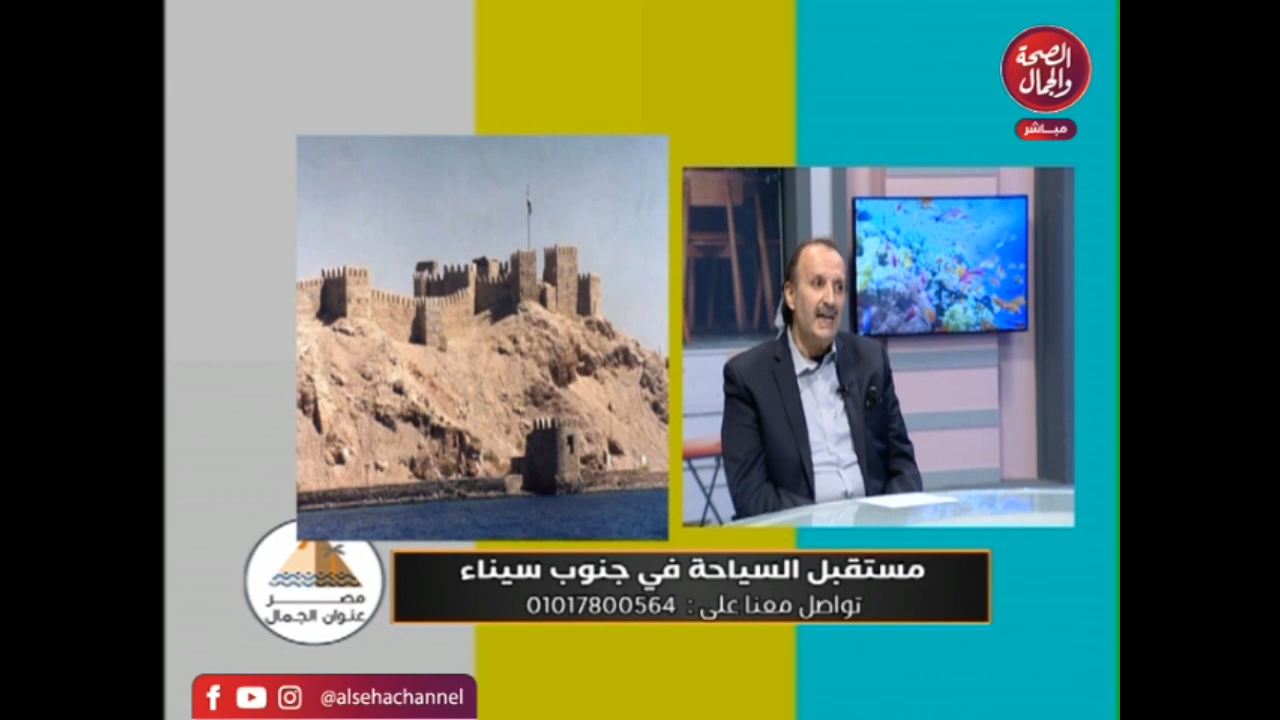 الصحة
والجمال
مباشر
مستقبل السياحة في جنوب سيناء
تواصل معنا على : 01017800564
مصر
عنوان الجمال
@alsehachannel